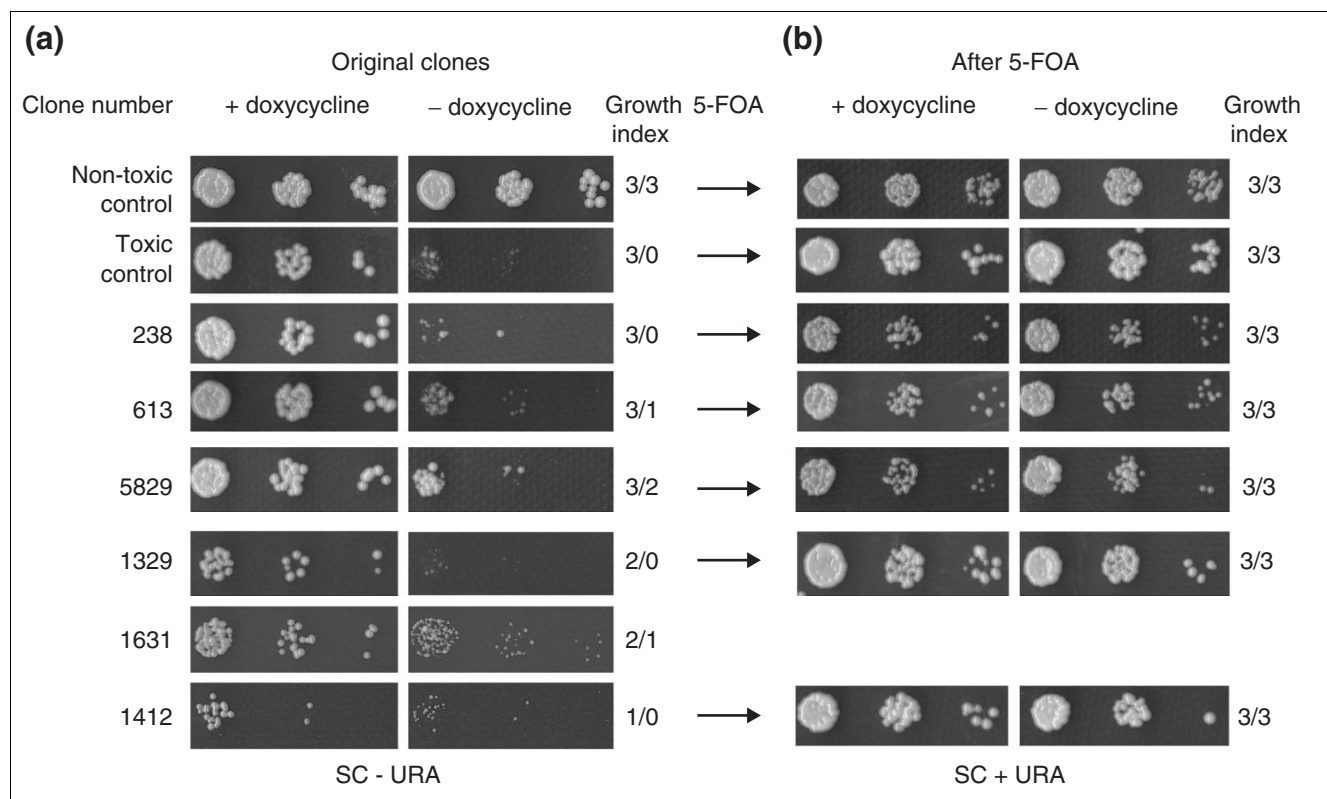 (a)
Original clones
Clone number + doxycycline – doxycycline Growth index 5-FOA
Non-toxic control 3/3
Toxic control 3/0
238 3/0
613 3/1
5829 3/2
1329 2/0
1631 2/1
1412 1/0
SC - URA
(b)
After 5-FOA
+ doxycycline – doxycycline Growth index
3/3
3/3
3/3
3/3
3/3
3/3
3/3
SC + URA